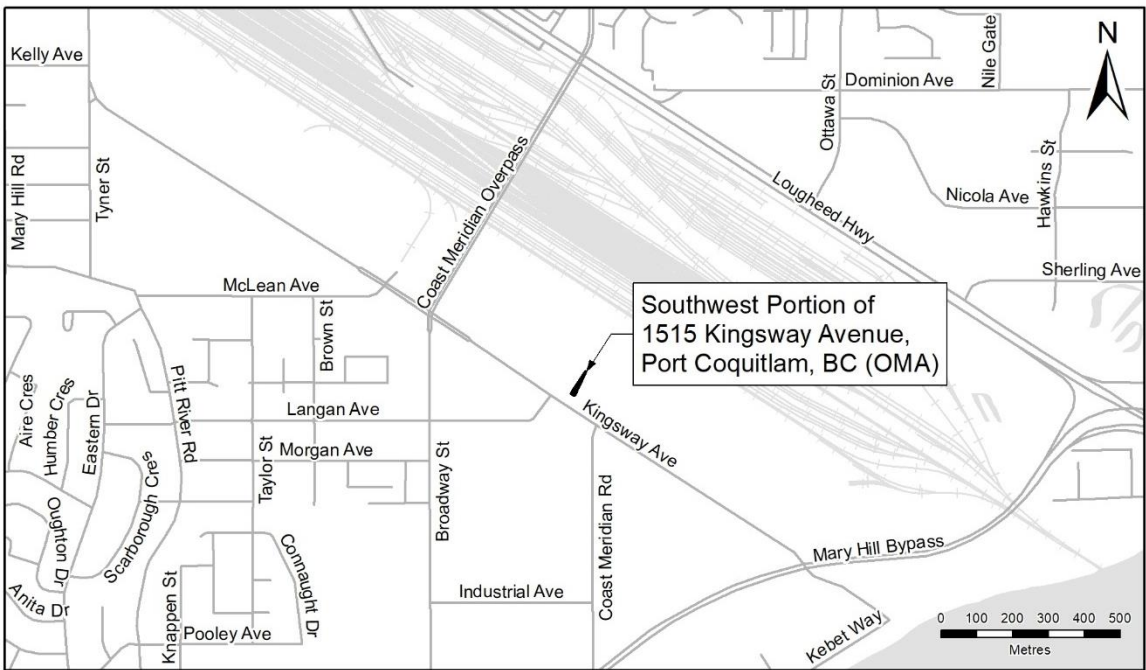 Kelly Ave
Mary Hill Rd
Tyner St
McLean Ave
Coast Meridian Overpass
Lougheed Hwy
Ottawa St
Dominion Ave
Nile Gate
N
Hawkins St
Nicola Ave
Sherling Ave
Southwest Portion of
1515 Kingsway Avenue,
Port Coquitlam, BC (OMA)
Brown St
Pitt River Rd
Aire Cres
Humber Cres
Eastern Dr
Langan Ave
Kingsway Ave
Taylor St
Morgan Ave
Broadway St
Coast Meridian Rd
Scarborough Cres
Oughton Dr
Anita Dr
Knappen St
Connaught Dr
Pooley Ave
Industrial Ave
Mary Hill Bypass
Kebet Way
0 100 200 300 400 500
Metres